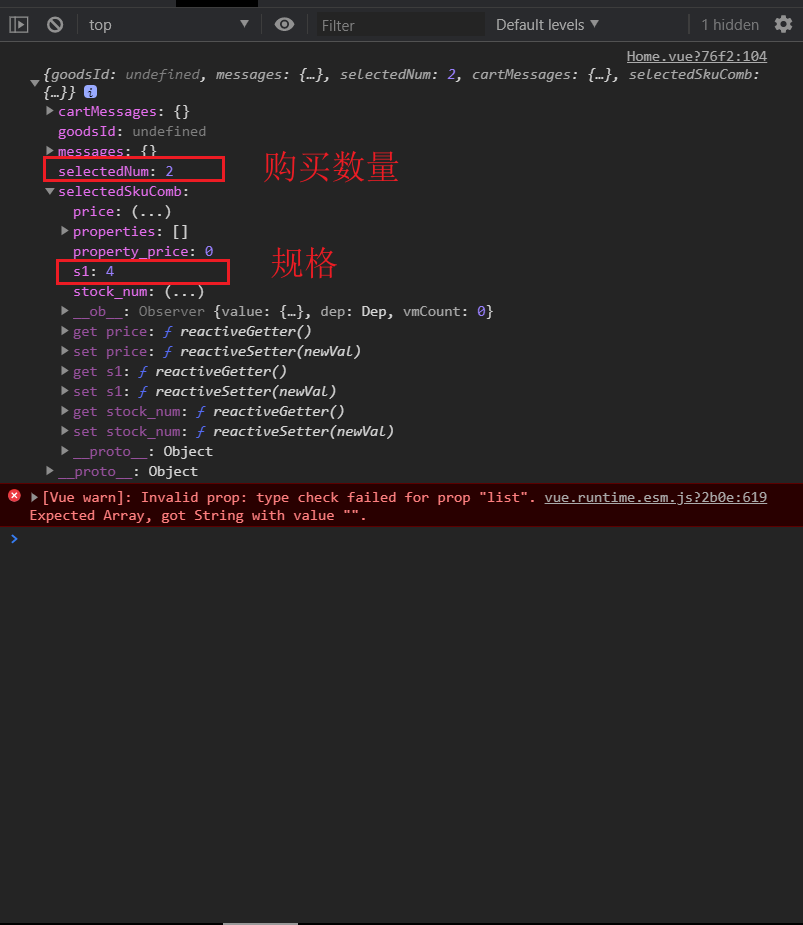 top
Filter
Default levels
1 hidden
Home.vue?76f2:104
{goodsId: undefined, messages: {…}, selectedNum: 2, cartMessages: {…}, selectedSkuComb:
{…}} i
cartMessages: {}
goodsId: undefined
messages: {}
selectedNum: 2
购买数量
selectedSkuComb:
price: (...)
properties: []
property_price: 0
规格
s1: 4
stock_num: (...)
__ob__: Observer {value: {…}, dep: Dep, vmCount: 0}
get price: ƒ reactiveGetter()
set price: ƒ reactiveSetter(newVal)
get s1: ƒ reactiveGetter()
set s1: ƒ reactiveSetter(newVal)
get stock_num: ƒ reactiveGetter()
set stock_num: ƒ reactiveSetter(newVal)
__proto__: Object
__proto__: Object
[Vue warn]: Invalid prop: type check failed for prop "list". vue.runtime.esm.js?2b0e:619
Expected Array, got String with value "".